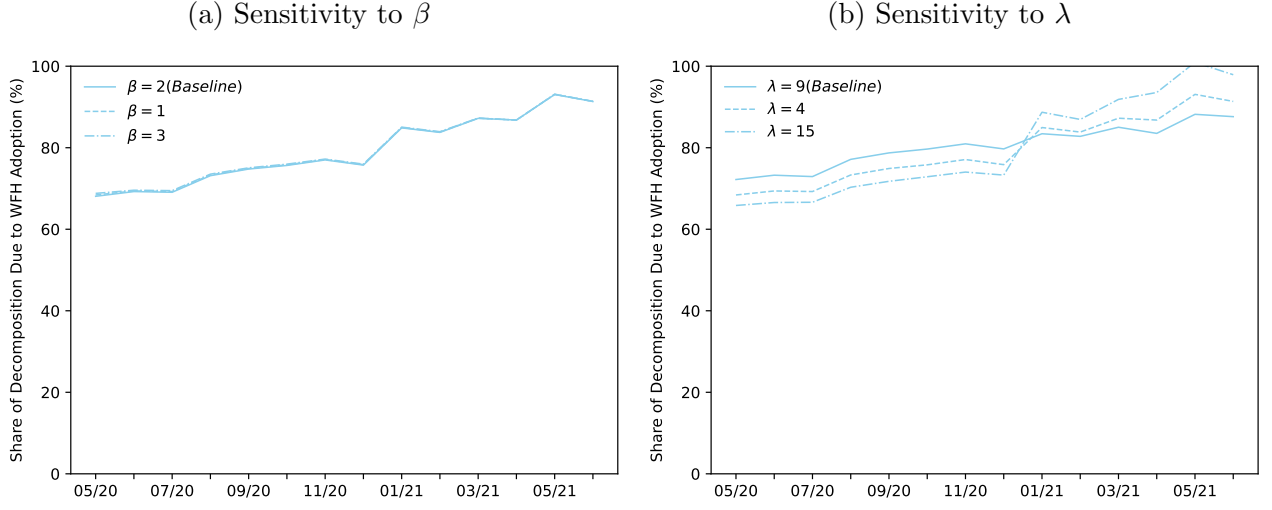 (a) Sensitivity to β
Share of Decomposition Due to WFH Adoption (%)
100
80
60
40
20
0
β = 2(Baseline)
β = 1
β = 3
05/20 07/20 09/20 11/20 01/21 03/21 05/21
(b) Sensitivity to λ
Share of Decomposition Due to WFH Adoption (%)
100
80
60
40
20
0
λ = 9(Baseline)
λ = 4
λ = 15
05/20 07/20 09/20 11/20 01/21 03/21 05/21